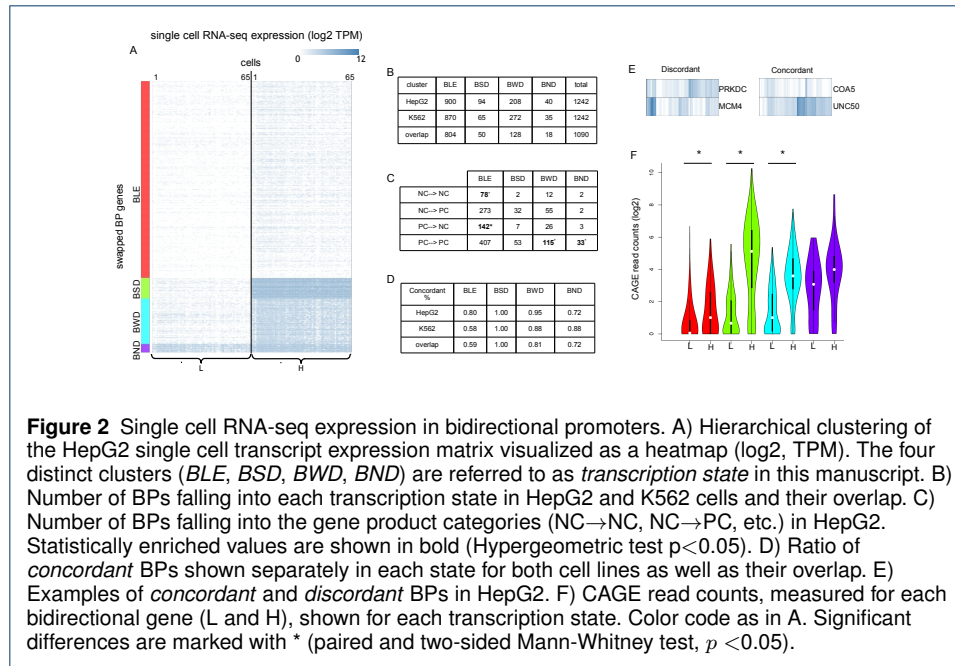 single cell RNA-seq expression (log2 TPM)
A
0 12
cells
1 65 1 65
swapped BP genes
BLE
BSD
BWD
BND
L H
B
cluster BLE BSD BWD BND total
HepG2 900 94 208 40 1242
K562 870 65 272 35 1242
overlap 804 50 128 18 1090
C
BLE BSD BWD BND
NC--> NC 78* 2 12 2
NC--> PC 273 32 55 2
PC--> NC 142* 7 26 3
PC--> PC 407 53 115* 33*
D
Concordant % BLE BSD BWD BND
HepG2 0.80 1.00 0.95 0.72
K562 0.58 1.00 0.88 0.88
overlap 0.59 1.00 0.81 0.72
E
Discordant Concordant
PRKDC COA5
MCM4 UNC50
F
* * *
CAGE read counts (log2)
10
8
6
4
2
0
L H L H L H L H
Figure 2 Single cell RNA-seq expression in bidirectional promoters. A) Hierarchical clustering of
the HepG2 single cell transcript expression matrix visualized as a heatmap (log2, TPM). The four
distinct clusters (BLE, BSD, BWD, BND) are referred to as transcription state in this manuscript. B)
Number of BPs falling into each transcription state in HepG2 and K562 cells and their overlap. C)
Number of BPs falling into the gene product categories (NC→NC, NC→PC, etc.) in HepG2.
Statistically enriched values are shown in bold (Hypergeometric test p<0.05). D) Ratio of
concordant BPs shown separately in each state for both cell lines as well as their overlap. E)
Examples of concordant and discordant BPs in HepG2. F) CAGE read counts, measured for each
bidirectional gene (L and H), shown for each transcription state. Color code as in A. Significant
differences are marked with * (paired and two-sided Mann-Whitney test, p <0.05).